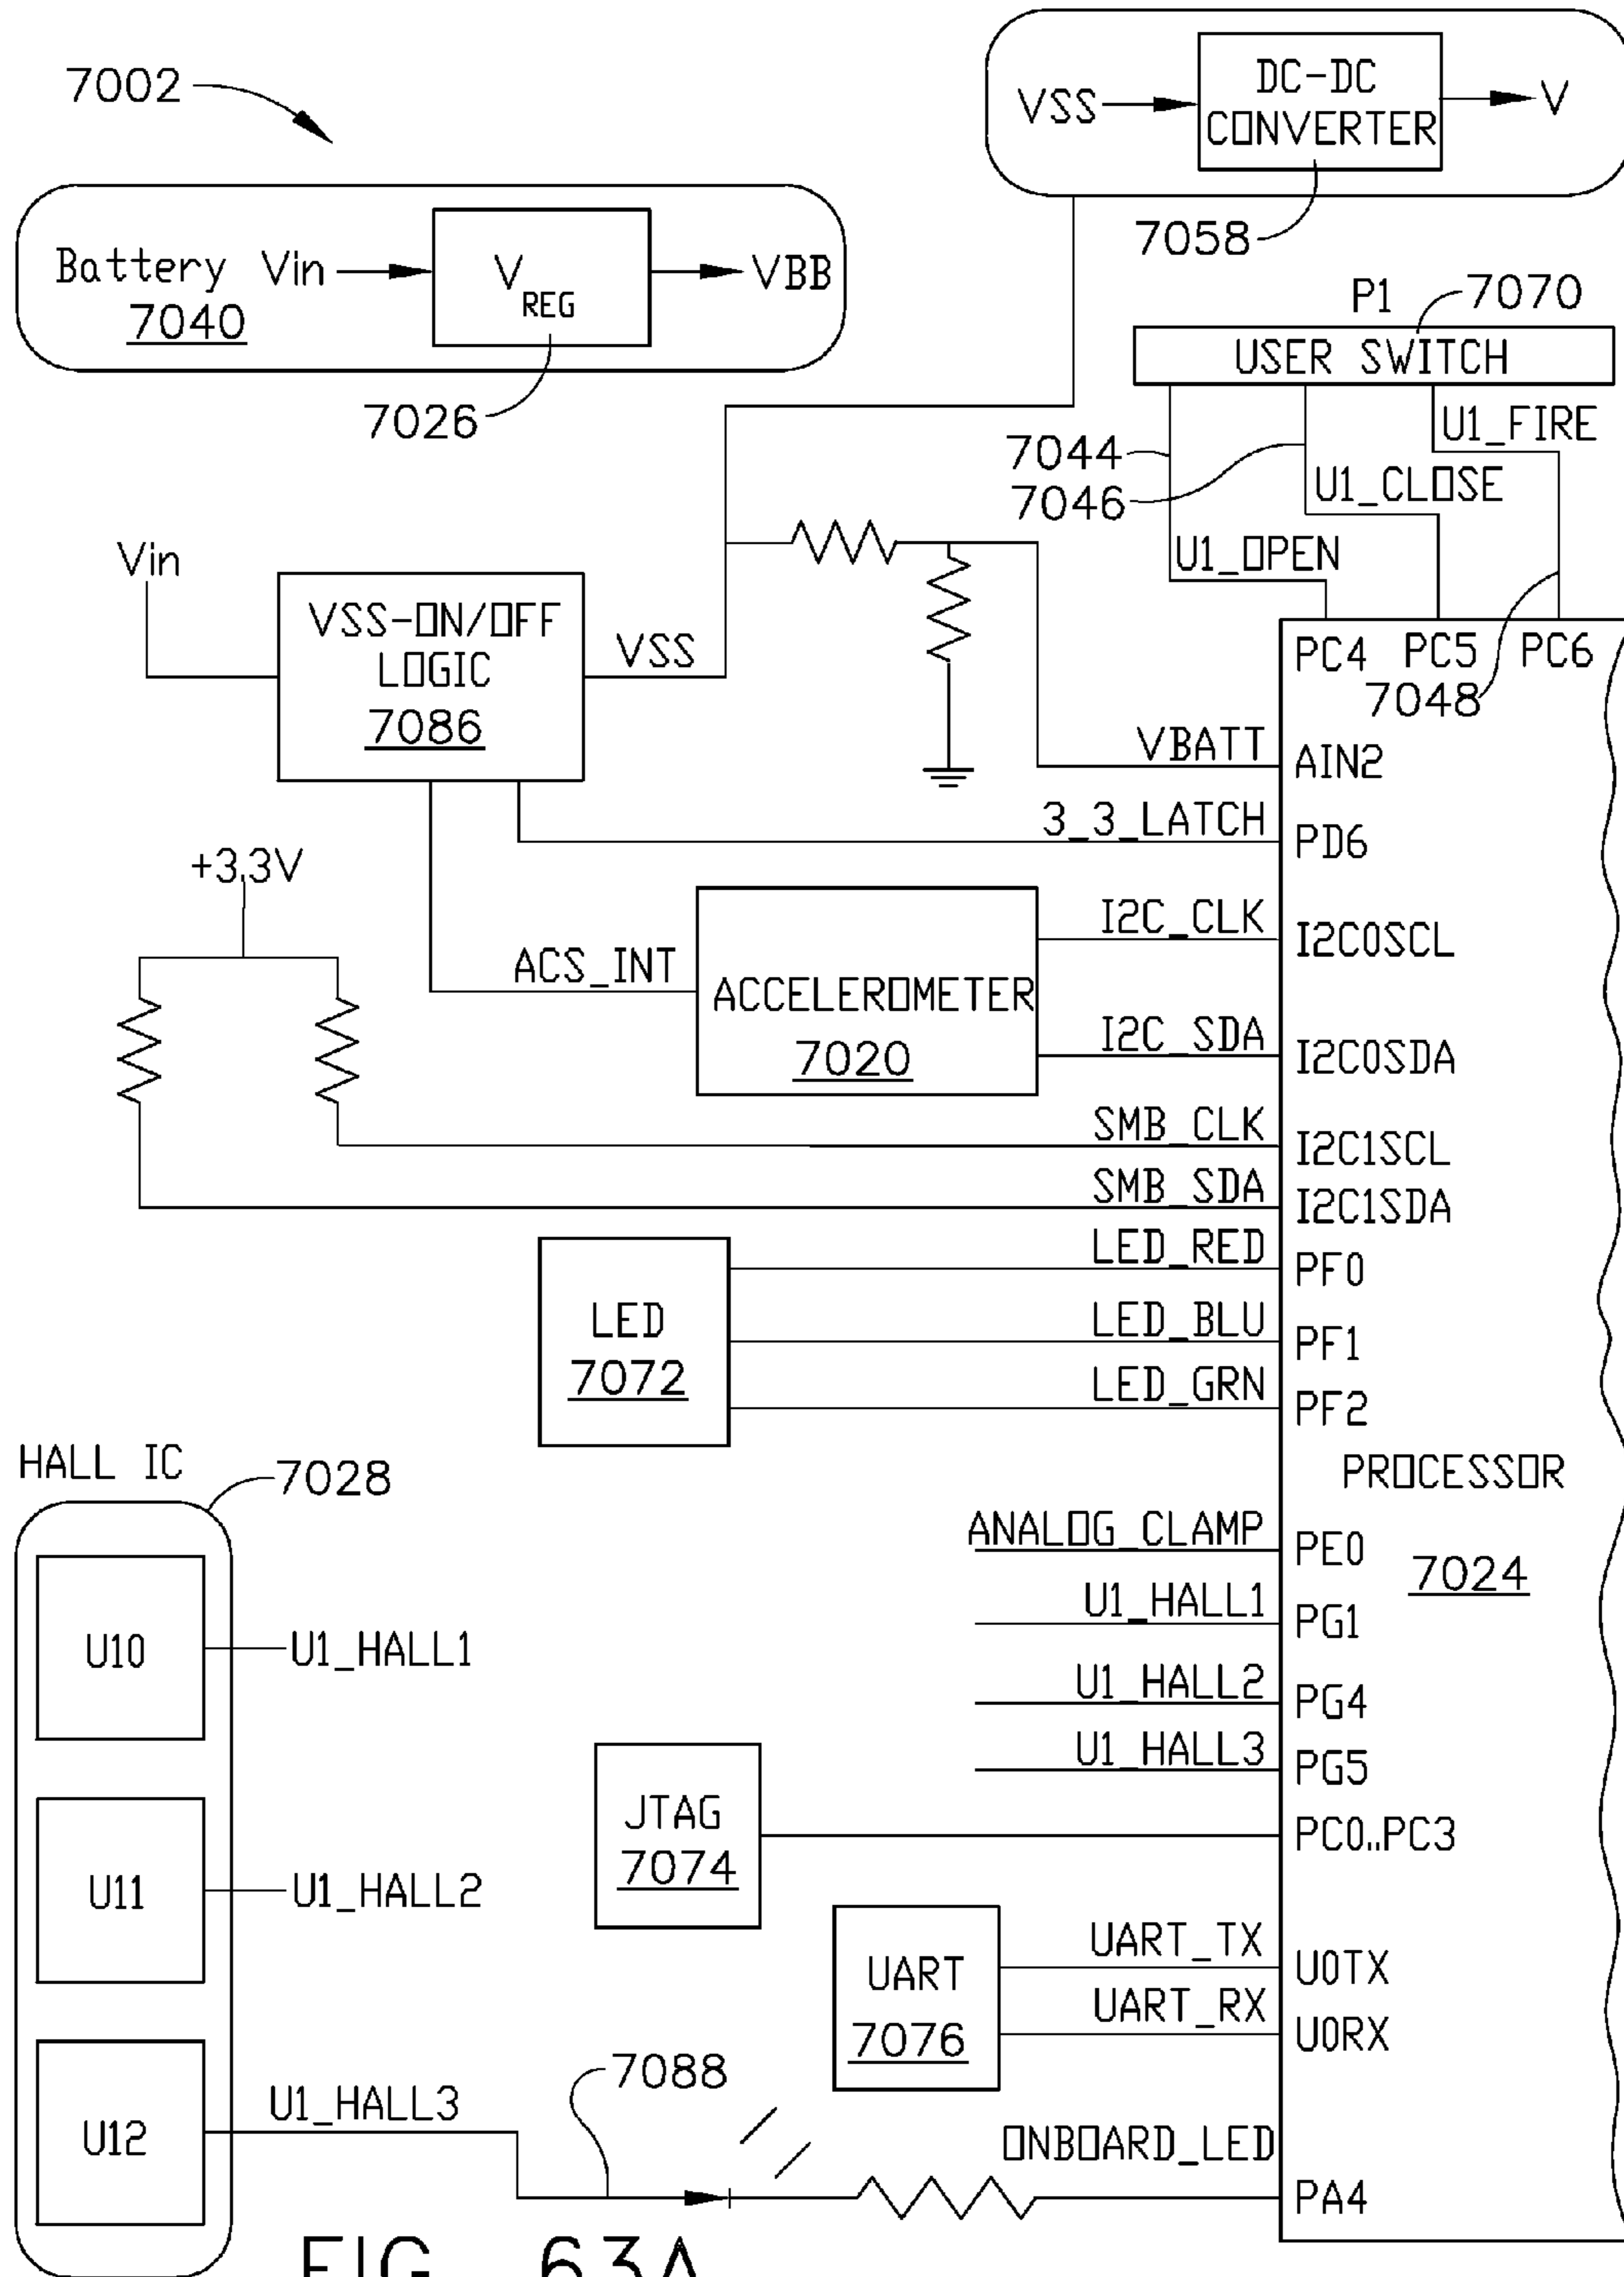 7002
VSS
DC-DC
CONVERTER
V
7058
Battery Vin
7040
V
REG
VBB
7026
P1
7070
USER SWITCH
7044
7046
U1_FIRE
U1_CLOSE
U1_OPEN
Vin
VSS-ON/OFF
LOGIC
7086
VSS
PC4 PC5 PC6
7048
VBATT
AIN2
3_3_LATCH
PD6
+3.3V
ACS_INT
ACCELEROMETER
7020
I2C_CLK
I2C0SCL
I2C_SDA
I2C0SDA
SMB_CLK
I2C1SCL
SMB_SDA
I2C1SDA
LED
7072
LED_RED
PF0
LED_BLU
PF1
LED_GRN
PF2
PROCESSOR
7024
HALL IC
7028
ANALOG_CLAMP
PE0
U1_HALL1
PG1
U1_HALL2
PG4
U1_HALL3
PG5
U10
U1_HALL1
U11
U1_HALL2
U12
U1_HALL3
JTAG
7074
PC0..PC3
UART
7076
UART_TX
U0TX
UART_RX
U0RX
7088
ONBOARD_LED
PA4
FIG. 63A